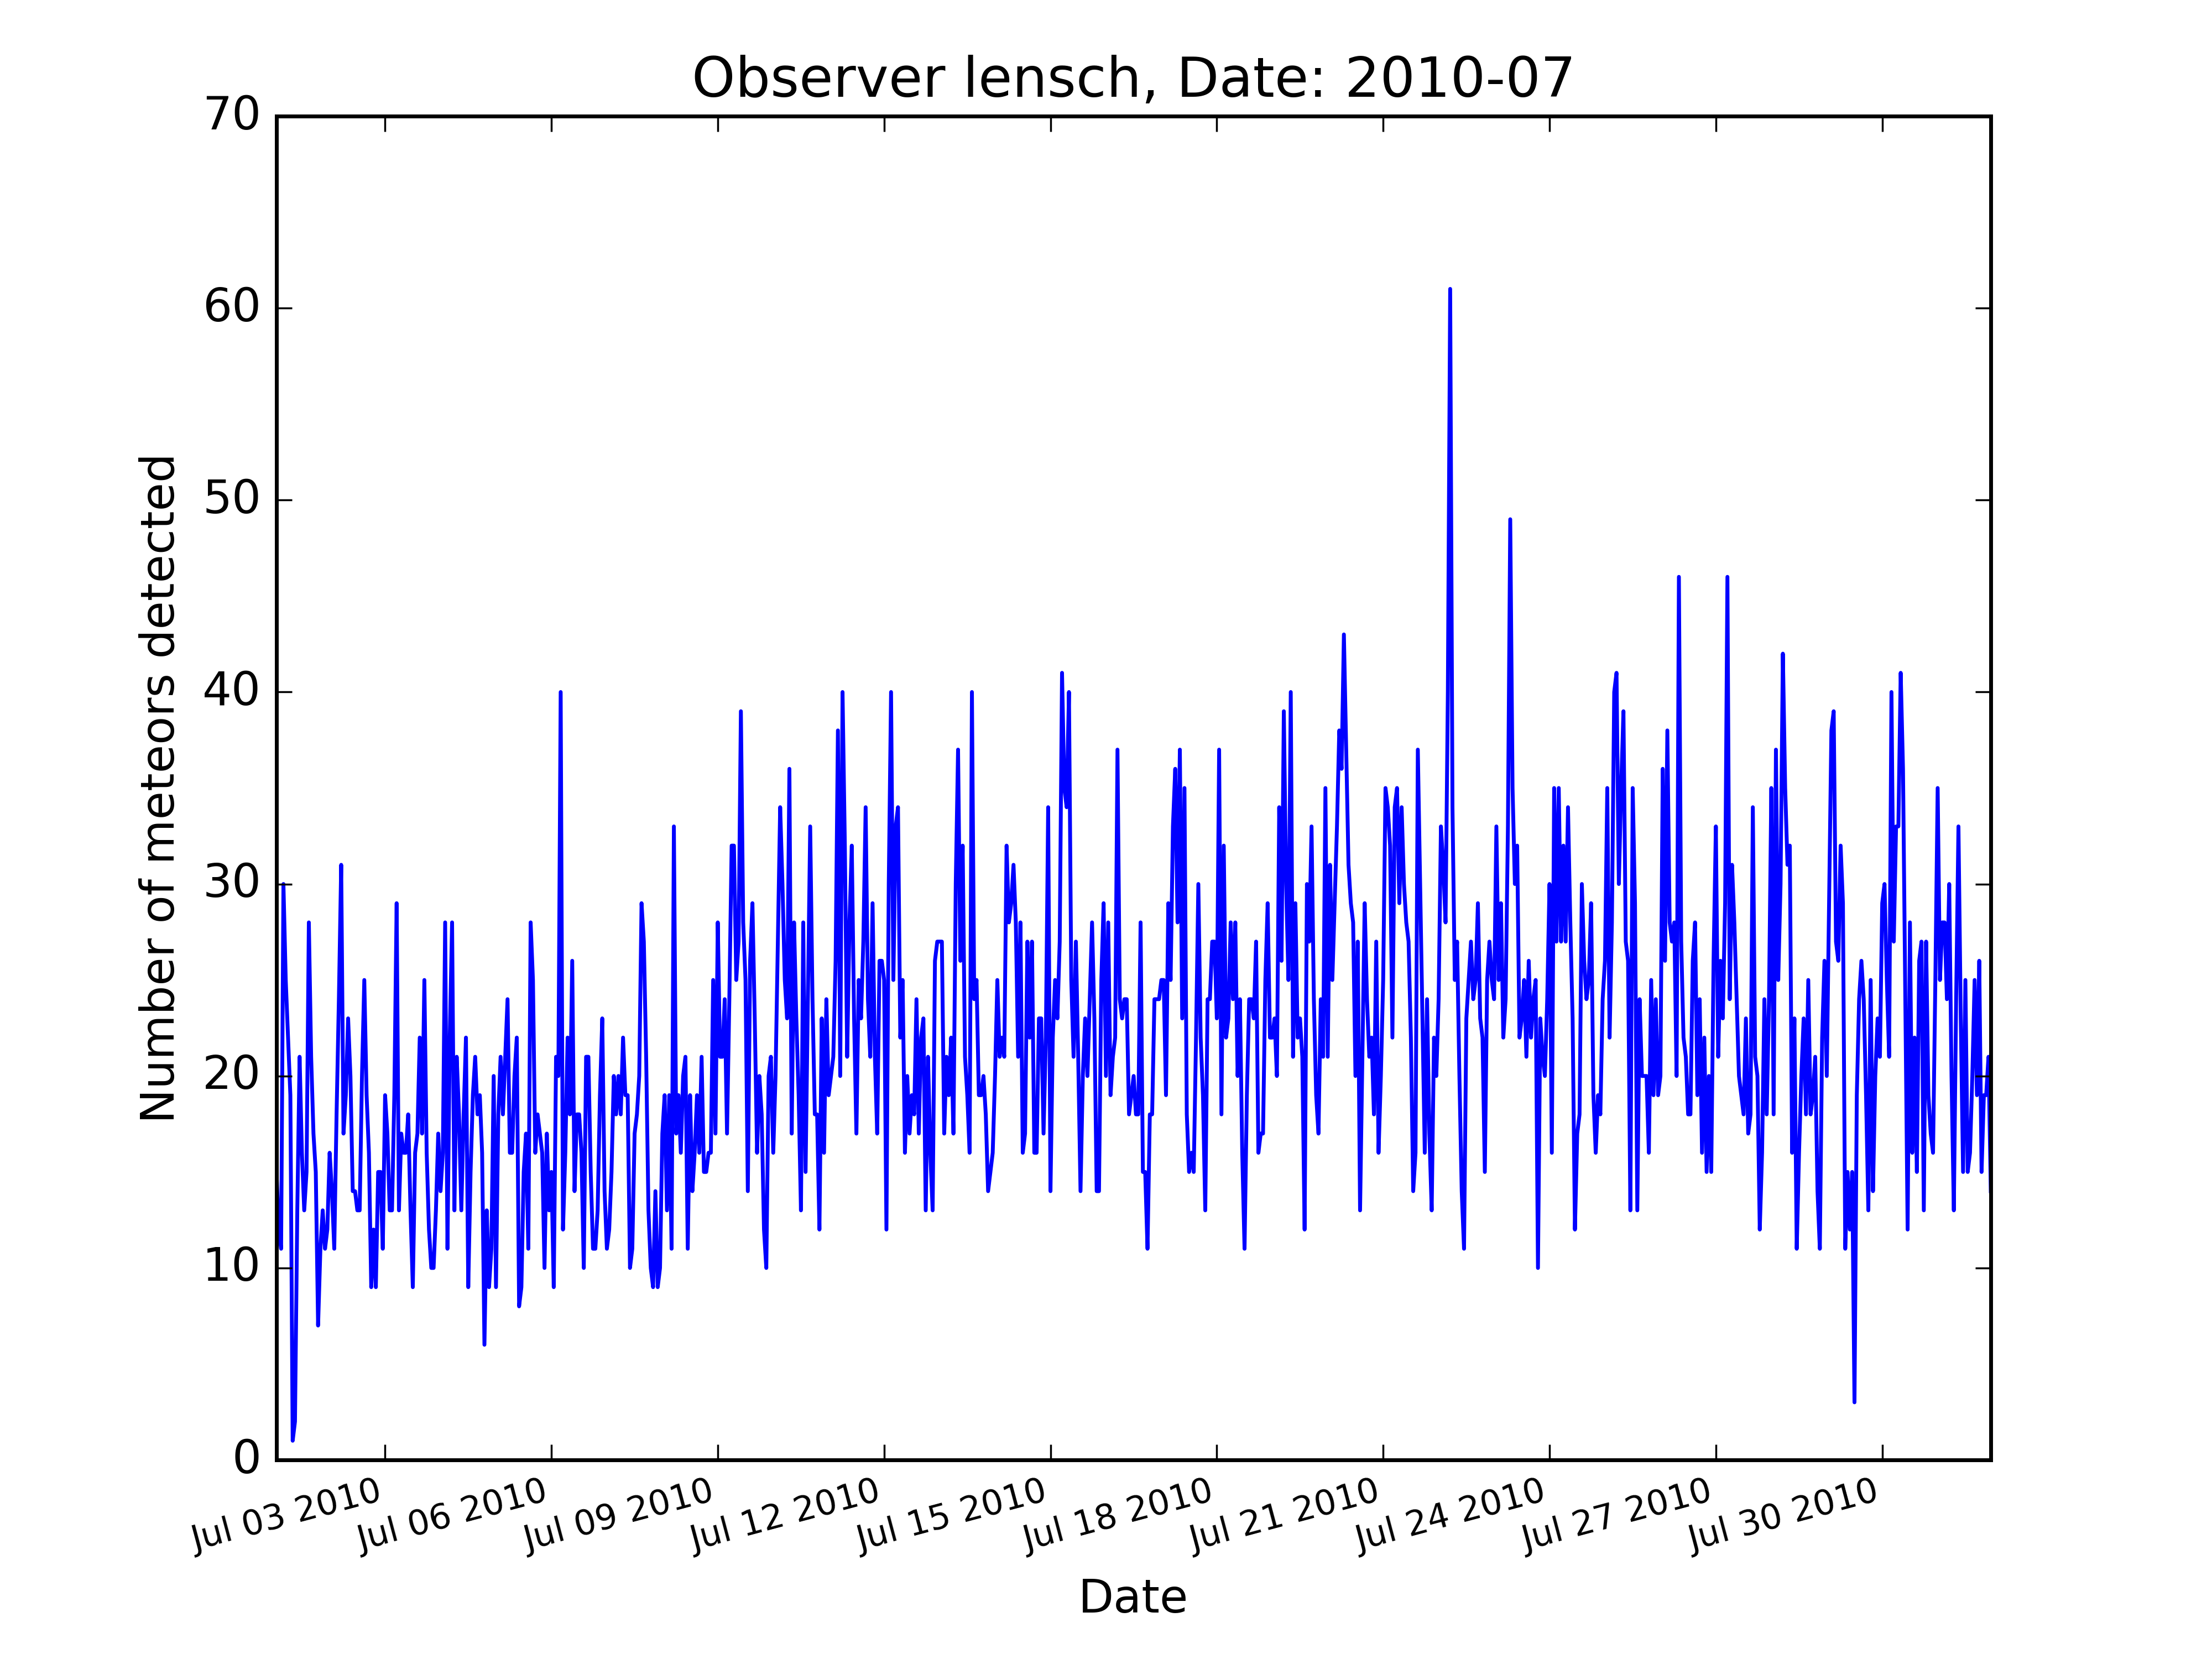 Observer lensch, Date: 2010-07
70
60
50
40
30
20
10
0
Number of meteors detected
Jul 03 2010
Jul 06 2010
Jul 09 2010
Jul 12 2010
Jul 15 2010
Jul 18 2010
Jul 21 2010
Jul 24 2010
Jul 27 2010
Jul 30 2010
Date